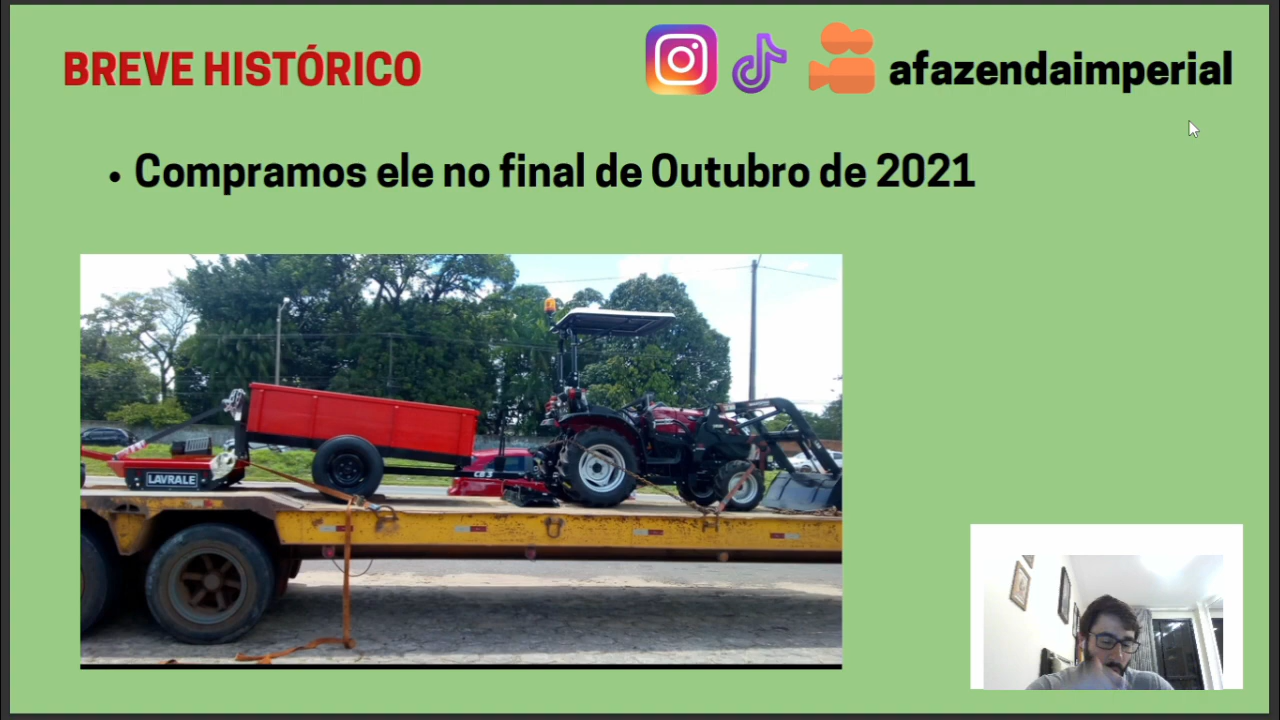 BREVE HISTÓRICO
afazendaimperial
• Compramos ele no final de Outubro de 2021
LAVRALE